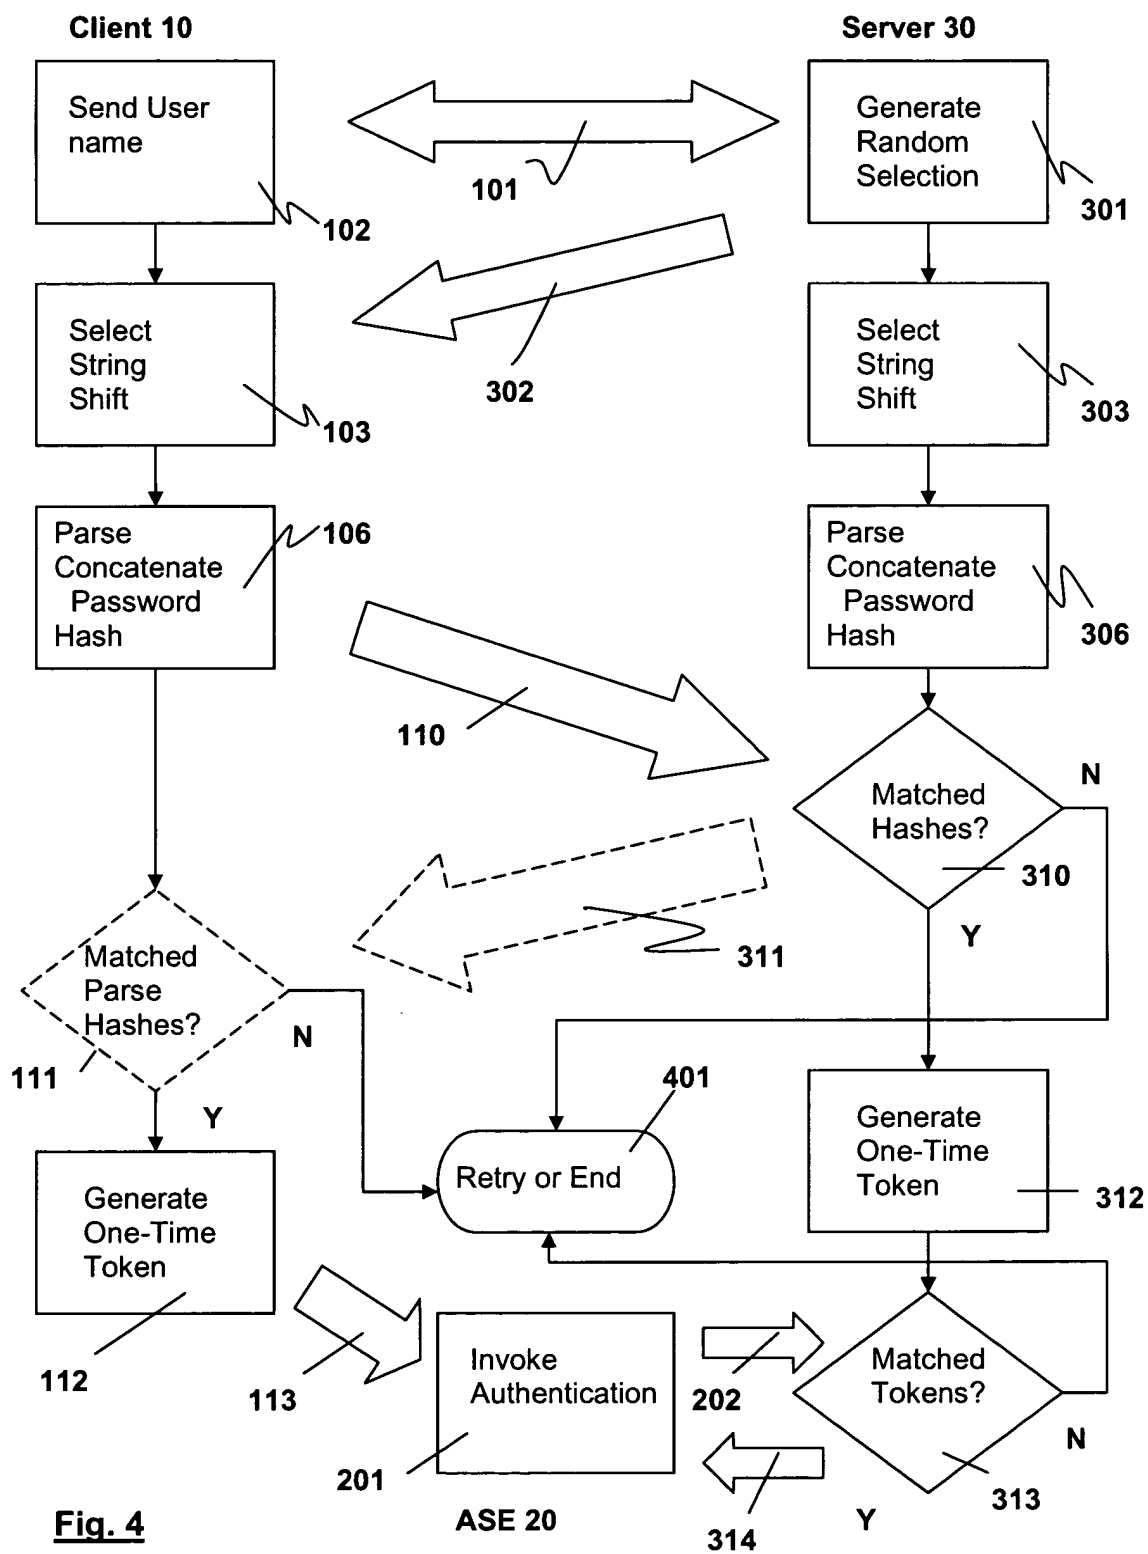 Client 10
Server 30
Send User
name
Generate
Random
Selection
101
102
301
Select
String
Shift
Select
String
Shift
302
303
103
Parse
Concatenate
Password
Hash
106
Parse
Concatenate
Password
Hash
306
110
N
Matched
Hashes?
310
Y
311
Matched
Parse
Hashes?
N
111
401
Y
Retry or End
Generate
One-Time
Token
312
Generate
One-Time
Token
112
113
Invoke
Authentication
202
Matched
Tokens?
N
201
313
Fig. 4
ASE 20
314
Y